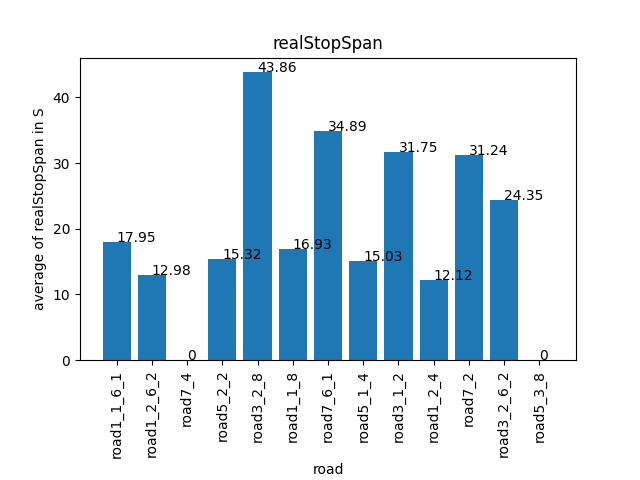 realStopSpan
average of realStopSpan in S
40
30
20
10
0
17.95
12.98
0
15.32
43.86
16.93
34.89
15.03
31.75
12.12
31.24
24.35
0
road1_1_6_1
road1_2_6_2
road7_4
road5_2_2
road3_2_8
road1_1_8
road7_6_1
road5_1_4
road3_1_2
road1_2_4
road7_2
road3_2_6_2
road5_3_8
road